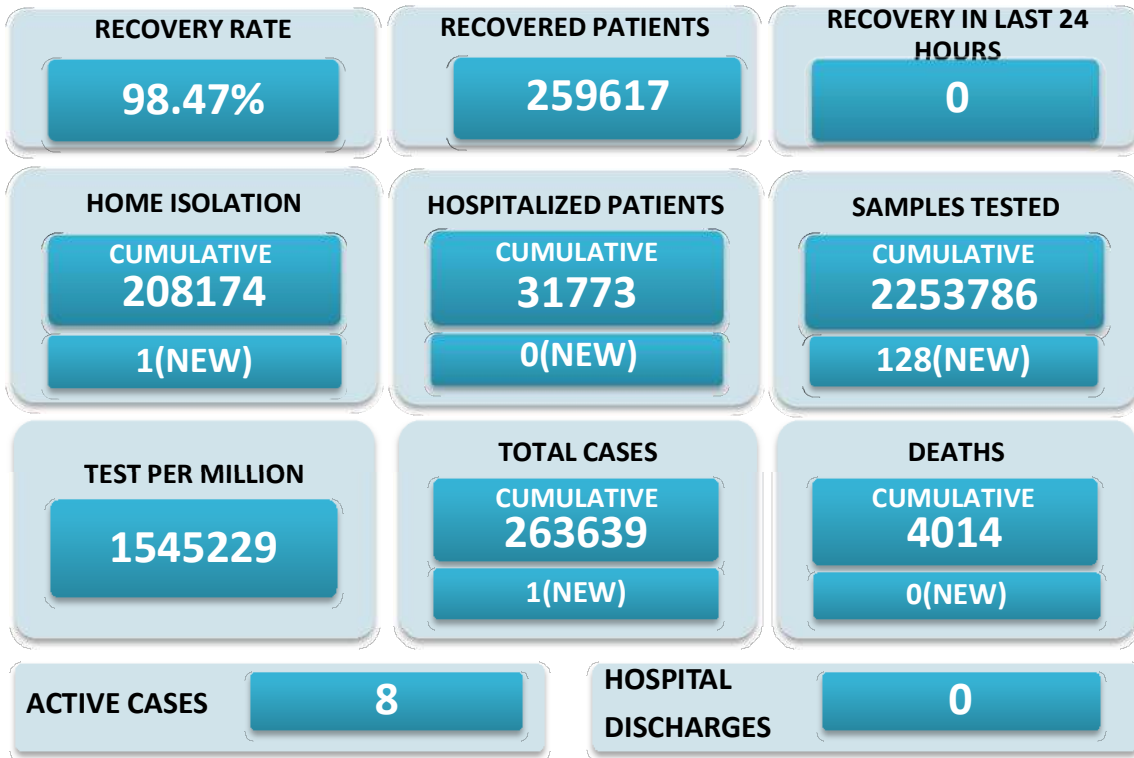 RECOVERY RATE
98.47%
RECOVERED PATIENTS
259617
RECOVERY IN LAST 24
HOURS
0
HOME ISOLATION
CUMULATIVE
208174
1(NEW)
HOSPITALIZED PATIENTS
CUMULATIVE
31773
0(NEW)
SAMPLES TESTED
CUMULATIVE
2253786
128(NEW)
TEST PER MILLION
1545229
TOTAL CASES
CUMULATIVE
263639
1(NEW)
DEATHS
CUMULATIVE
4014
0(NEW)
ACTIVE CASES
8
HOSPITAL
DISCHARGES
0